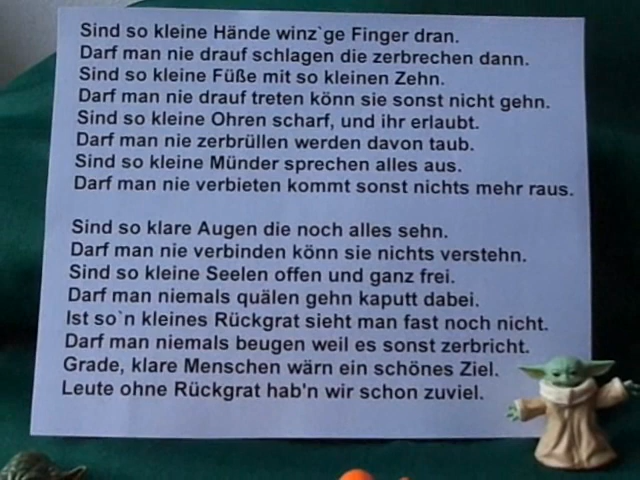 Sind so kleine Hände winz`ge Finger dran.
Darf man nie drauf schlagen die zerbrechen dann.
Sind so kleine Füße mit so kleinen Zehn.
Darf man nie drauf treten könn sie sonst nicht gehn.
Sind so kleine Ohren scharf, und ihr erlaubt.
Darf man nie zerbrüllen werden davon taub.
Sind so kleine Münder sprechen alles aus.
Darf man nie verbieten kommt sonst nichts mehr raus.
Sind so klare Augen die noch alles sehn.
Darf man nie verbinden könn sie nichts verstehn.
Sind so kleine Seelen offen und ganz frei.
Darf man niemals quälen gehn kaputt dabei.
Ist so`n kleines Rückgrat sieht man fast noch nicht.
Darf man niemals beugen weil es sonst zerbricht.
Grade, klare Menschen wärn ein schönes Ziel.
Leute ohne Rückgrat hab'n wir schon zuviel.